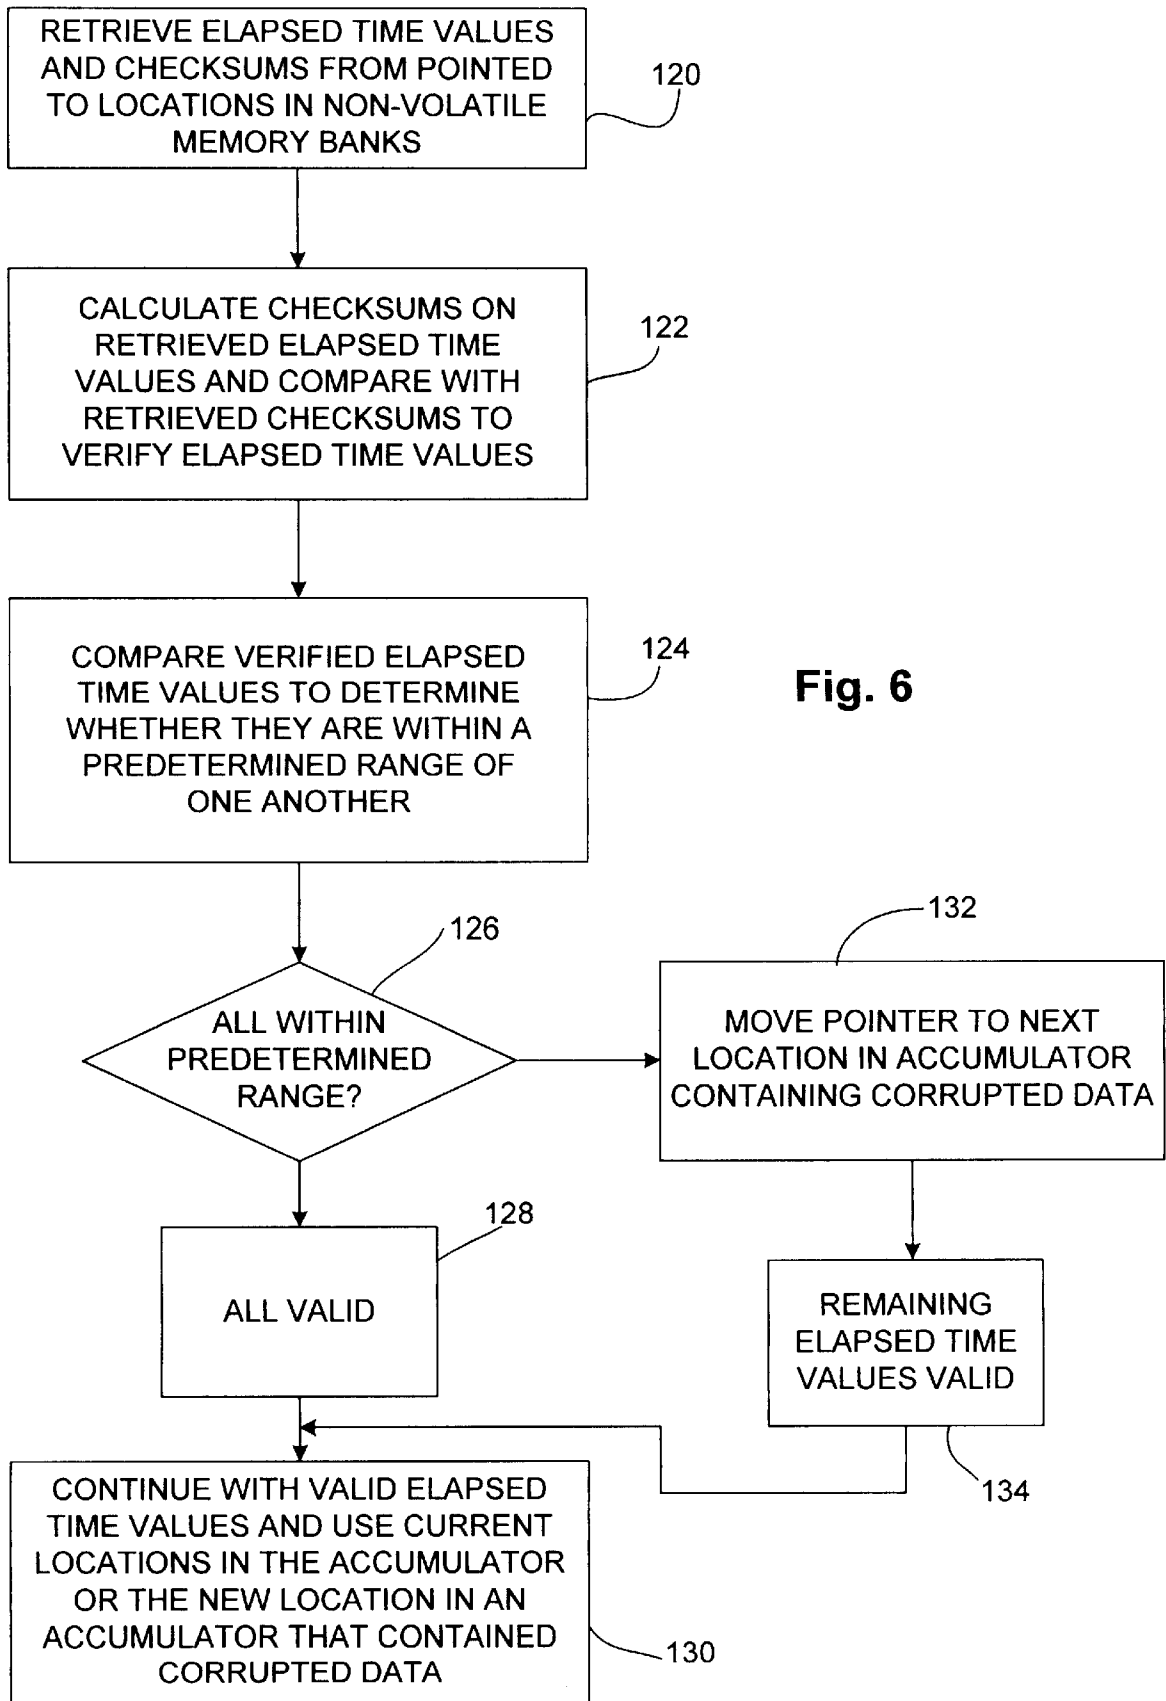 RETRIEVE ELAPSED TIME VALUES
AND CHECKSUMS FROM POINTED
TO LOCATIONS IN NON-VOLATILE
MEMORY BANKS
120
CALCULATE CHECKSUMS ON
RETRIEVED ELAPSED TIME
VALUES AND COMPARE WITH
RETRIEVED CHECKSUMS TO
VERIFY ELAPSED TIME VALUES
122
COMPARE VERIFIED ELAPSED
TIME VALUES TO DETERMINE
WHETHER THEY ARE WITHIN A
PREDETERMINED RANGE OF
ONE ANOTHER
124
Fig. 6
126
ALL WITHIN
PREDETERMINED
RANGE?
132
MOVE POINTER TO NEXT
LOCATION IN ACCUMULATOR
CONTAINING CORRUPTED DATA
128
ALL VALID
REMAINING
ELAPSED TIME
VALUES VALID
134
CONTINUE WITH VALID ELAPSED
TIME VALUES AND USE CURRENT
LOCATIONS IN THE ACCUMULATOR
OR THE NEW LOCATION IN AN
ACCUMULATOR THAT CONTAINED
CORRUPTED DATA
130